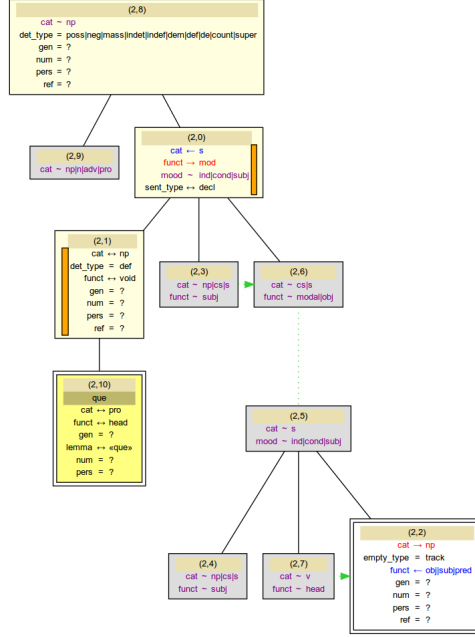 (2,8)
cat ~ np
det_type = poss|neg|mass|indet|indef|dem|def|de|count|super
gen = ?
num = ?
pers = ?
ref = ?
(2,9)
cat ~ np|n|adv|pro
(2,0)
cat ← s
funct → mod
mood ~ ind|cond|subj
sent_type ↔ decl
(2,1)
cat ↔ np
det_type = def
funct ↔ void
gen = ?
num = ?
pers = ?
ref = ?
(2,3)
cat ~ np|cs|s
funct ~ subj
(2,6)
cat ~ cs|s
funct ~ modal|obj
(2,10)
que
cat ↔ pro
funct ↔ head
gen = ?
lemma ↔ «que»
num = ?
pers = ?
(2,5)
cat ~ s
mood ~ ind|cond|subj
(2,4)
cat ~ np|cs|s
funct ~ subj
(2,7)
cat ~ v
funct ~ head
(2,2)
cat → np
empty_type = track
funct ← obj|subj|pred
gen = ?
num = ?
pers = ?
ref = ?